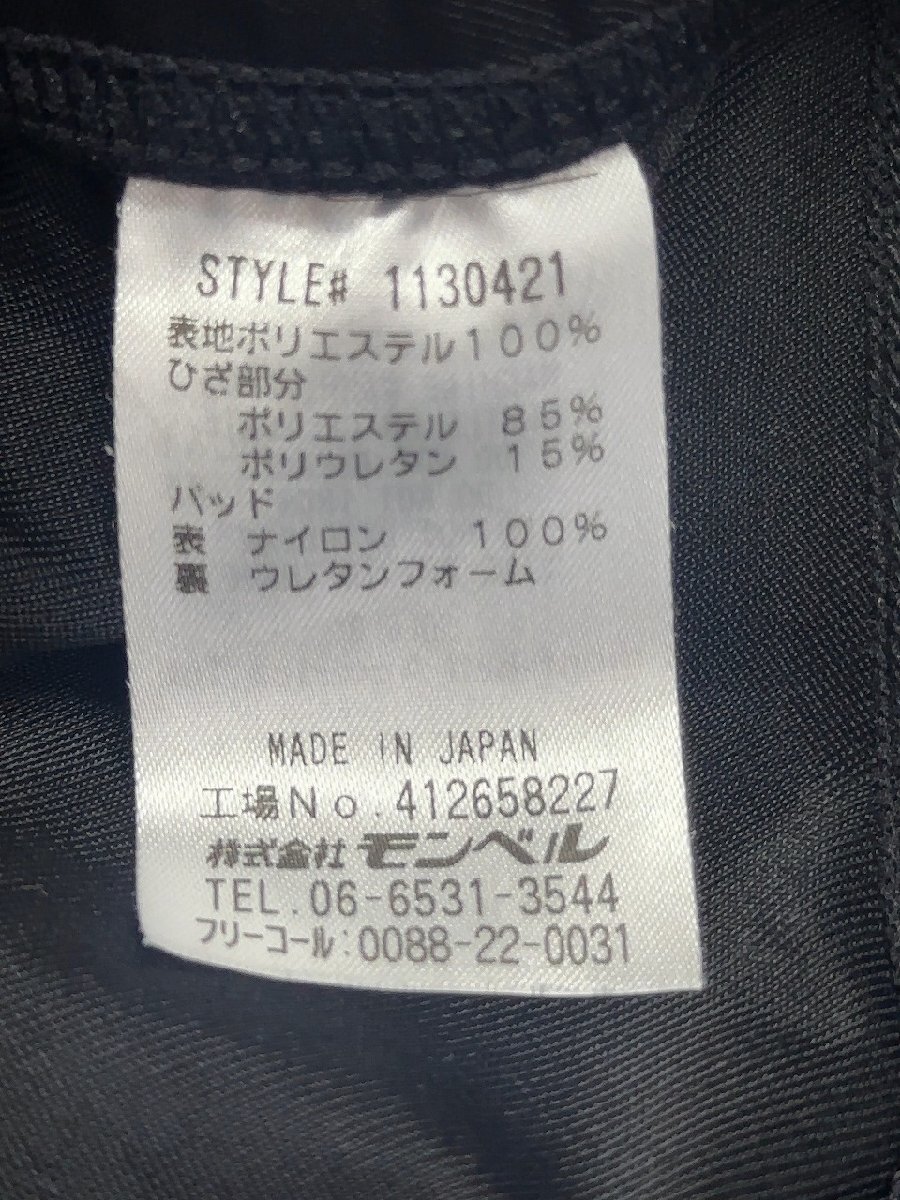 STYLE# 1130421
表地ポリエステル100%
ひざ部分
ポリエステル 85%
ポリウレタン 15%
パッド
表 ナイロン 100%
裏 ウレタンフォーム
MADE IN JAPAN
工場No.412658227
株式会社モンベル
TEL.06-6531-3544
フリーコール:0088-22-0031